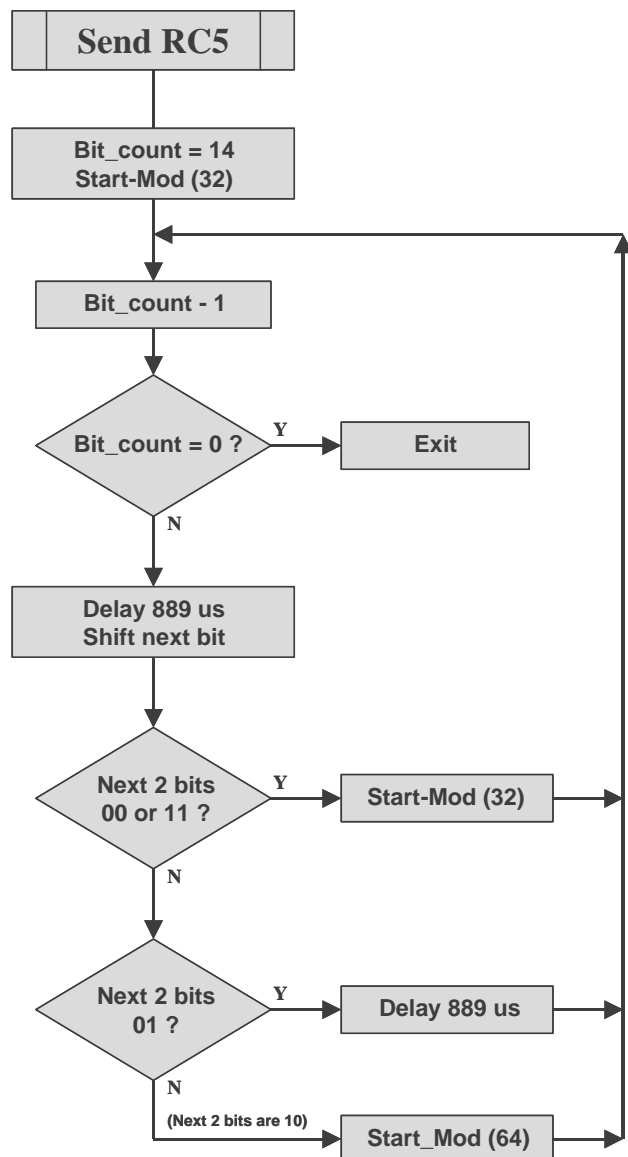 Send RC5
Bit_count = 14
Start-Mod (32)
Bit_count - 1
Bit_count = 0 ?
Y
Exit
N
Delay 889 us
Shift next bit
Next 2 bits
00 or 11 ?
Y
Start-Mod (32)
N
Next 2 bits
01 ?
Y
Delay 889 us
N
(Next 2 bits are 10)
Start_Mod (64)